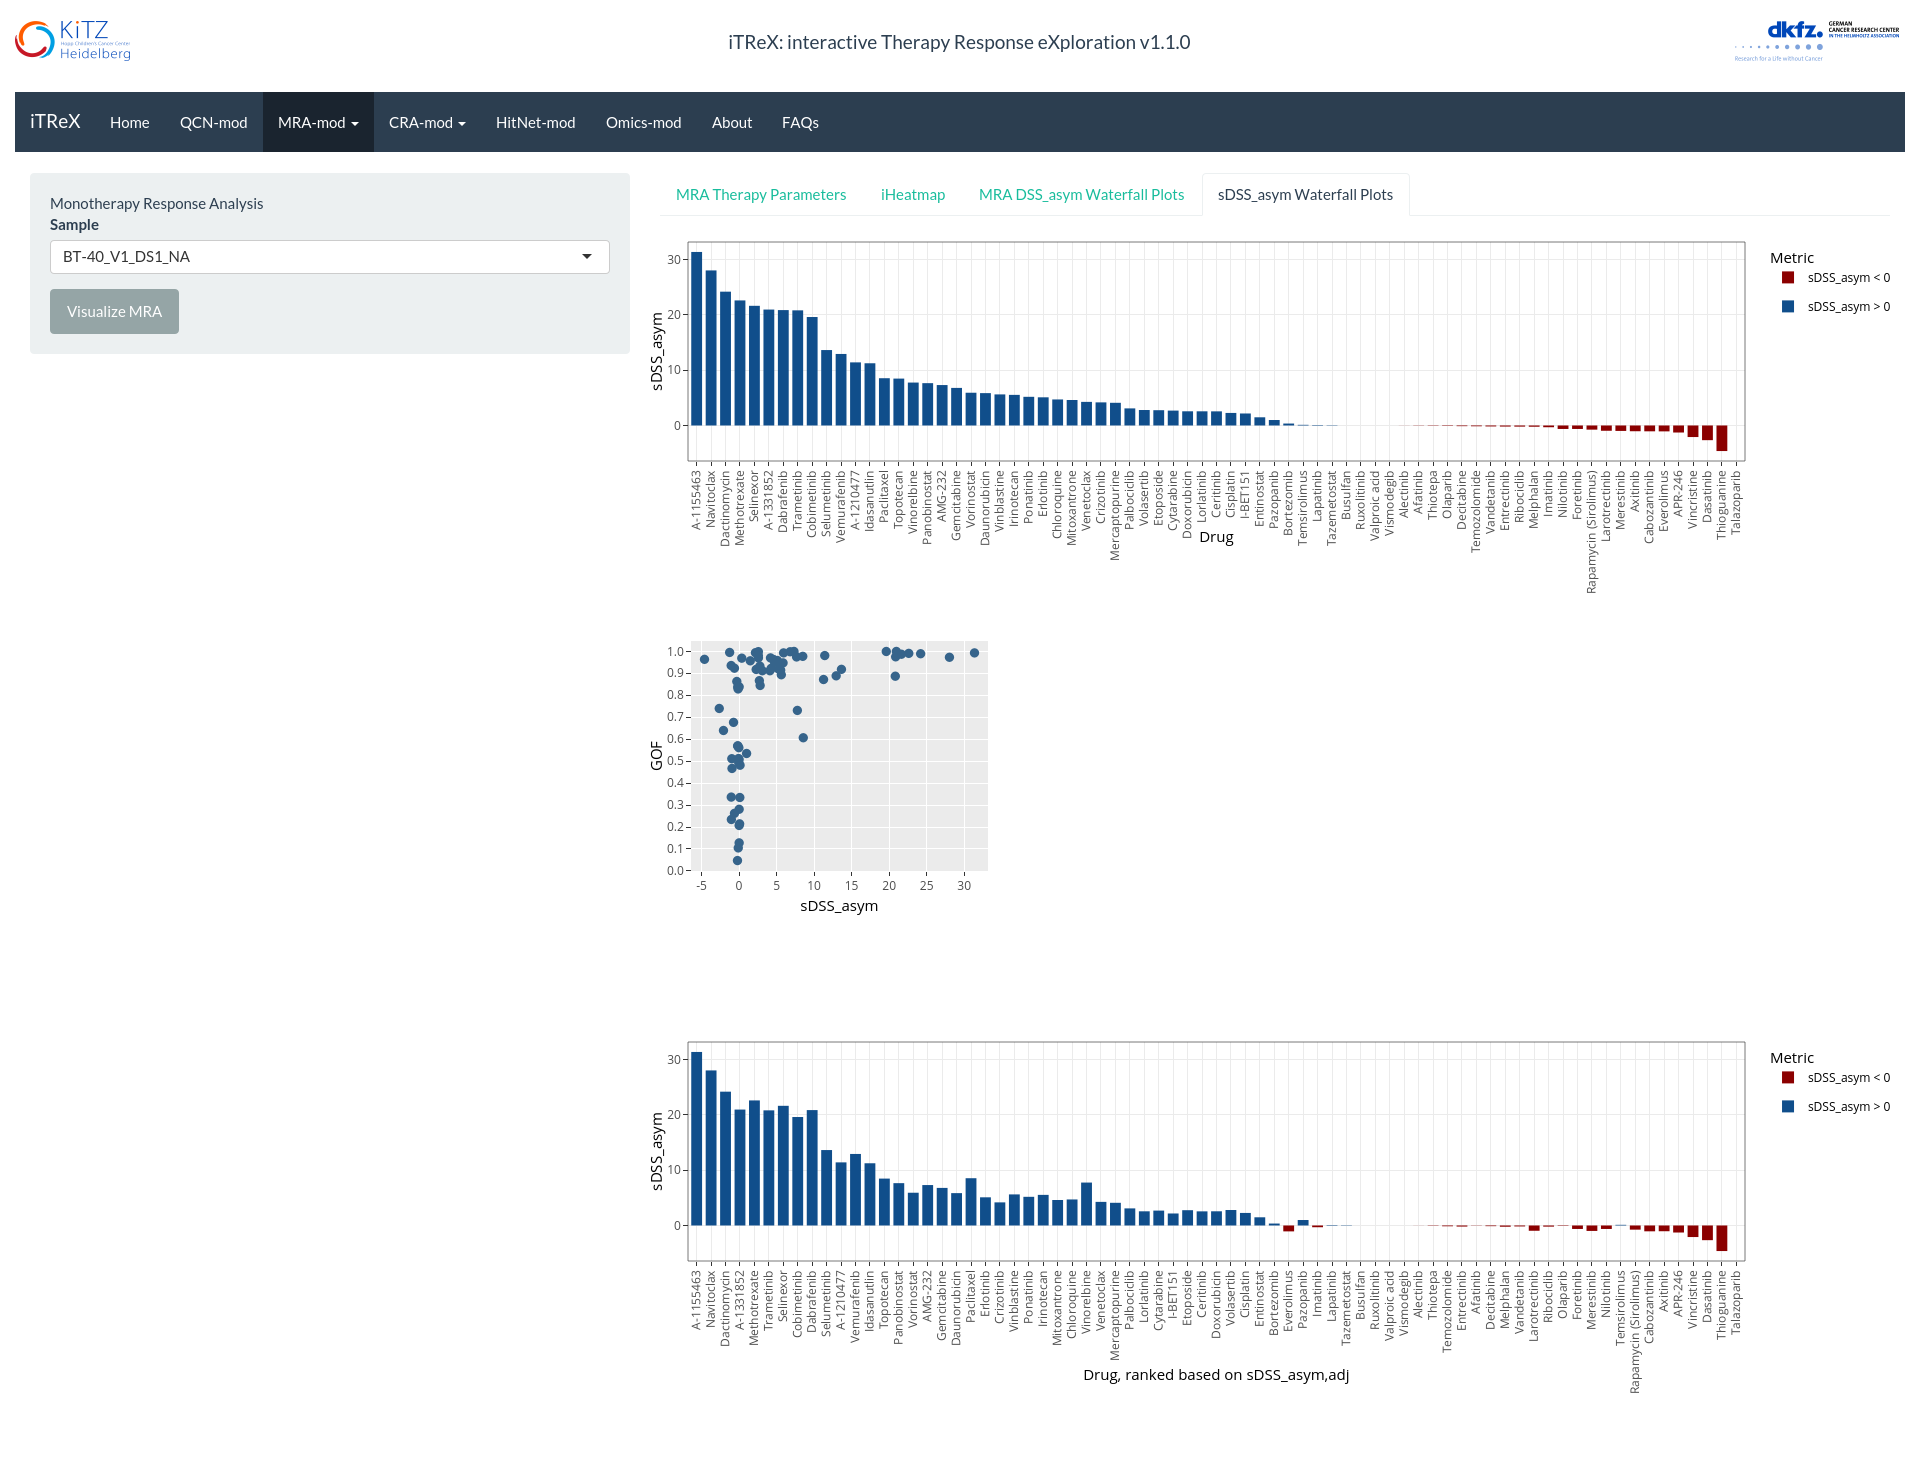 KiTZ
Hopp Children's Cancer Center
Heidelberg
iTReX: interactive Therapy Response eXploration v1.1.0
dkfz.
GERMAN
CANCER RESEARCH CENTER
IN THE HELMHOLTZ ASSOCIATION
Research for a Life without Cancer
iTReX Home QCN-mod MRA-mod CRA-mod HitNet-mod Omics-mod About FAQs
Monotherapy Response Analysis
Sample
BT-40_V1_DS1_NA
Visualize MRA
MRA Therapy Parameters iHeatmap MRA DSS_asym Waterfall Plots sDSS_asym Waterfall Plots
sDSS_asym
30
20
10
0
A-1155463
Navitoclax
Dactinomycin
Methotrexate
Selinexor
A-1331852
Dabrafenib
Trametinib
Cobimetinib
Selumetinib
Vemurafenib
A-1210477
Idasanutlin
Paclitaxel
Topotecan
Vinorelbine
Panobinostat
AMG-232
Gemcitabine
Vorinostat
Daunorubicin
Vinblastine
Irinotecan
Ponatinib
Erlotinib
Chloroquine
Mitoxantrone
Venetoclax
Crizotinib
Mercaptopurine
Palbociclib
Volasertib
Etoposide
Cytarabine
Doxorubicin
Lorlatinib
Ceritinib
Cisplatin
I-BET151
Entinostat
Pazopanib
Bortezomib
Temsirolimus
Lapatinib
Tazemetostat
Busulfan
Ruxolitinib
Valproic acid
Vismodegib
Alectinib
Afatinib
Thiotepa
Olaparib
Decitabine
Temozolomide
Vandetanib
Entrectinib
Ribociclib
Melphalan
Imatinib
Nilotinib
Foretinib
Rapamycin (Sirolimus)
Larotrectinib
Merestinib
Axitinib
Cabozantinib
Everolimus
APR-246
Vincristine
Dasatinib
Thioguanine
Talazoparib
Drug
Metric
sDSS_asym < 0
sDSS_asym > 0
GOF
1.0
0.9
0.8
0.7
0.6
0.5
0.4
0.3
0.2
0.1
0.0
-5 0 5 10 15 20 25 30
sDSS_asym
sDSS_asym
30
20
10
0
A-1155463
Navitoclax
Dactinomycin
A-1331852
Methotrexate
Trametinib
Selinexor
Cobimetinib
Dabrafenib
Selumetinib
A-1210477
Vemurafenib
Idasanutlin
Topotecan
Panobinostat
Vorinostat
AMG-232
Gemcitabine
Daunorubicin
Paclitaxel
Erlotinib
Crizotinib
Vinblastine
Ponatinib
Irinotecan
Mitoxantrone
Chloroquine
Vinorelbine
Venetoclax
Mercaptopurine
Palbociclib
Lorlatinib
Cytarabine
I-BET151
Etoposide
Ceritinib
Doxorubicin
Volasertib
Cisplatin
Entinostat
Bortezomib
Everolimus
Pazopanib
Imatinib
Lapatinib
Tazemetostat
Busulfan
Ruxolitinib
Valproic acid
Vismodegib
Alectinib
Thiotepa
Temozolomide
Entrectinib
Afatinib
Decitabine
Melphalan
Vandetanib
Larotrectinib
Ribociclib
Olaparib
Foretinib
Merestinib
Nilotinib
Temsirolimus
Rapamycin (Sirolimus)
Cabozantinib
Axitinib
APR-246
Vincristine
Dasatinib
Thioguanine
Talazoparib
Drug, ranked based on sDSS_asym,adj
Metric
sDSS_asym < 0
sDSS_asym > 0